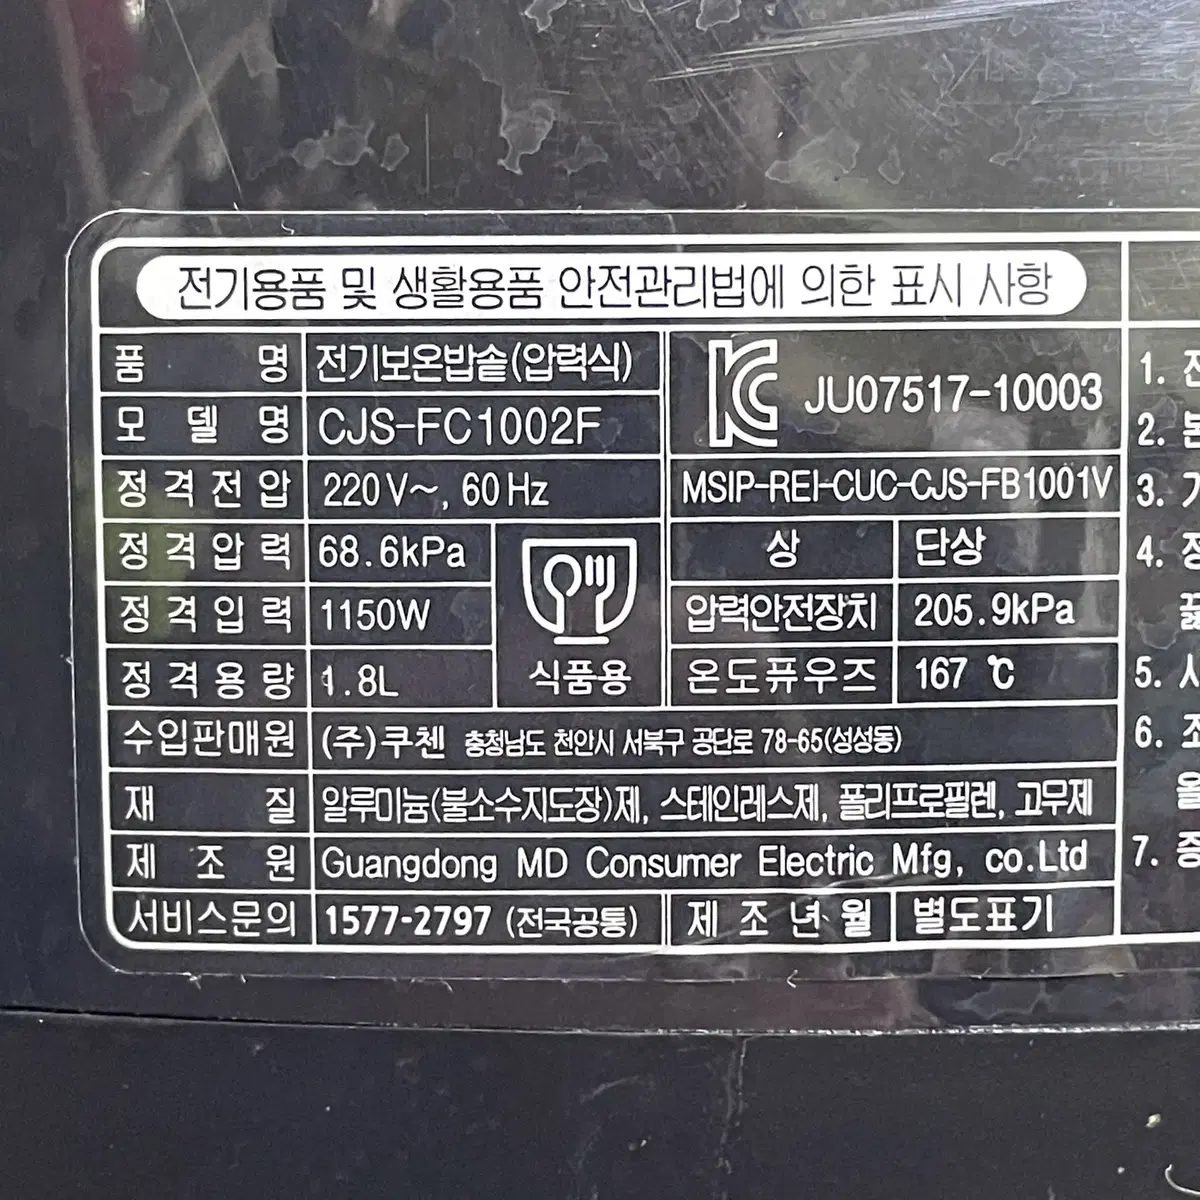 전기용품 및 생활용품 안전관리법에 의한 표시 사항
품 명 전기보온밥솥(압력식)
모 델 명 CJS-FC1002F
정격전압 220V~, 60Hz
정격압력 68.6kPa
정격입력 1150W
정격용량 1.8L
식품용
KC JU07517-10003
MSIP-REI-CUC-CJS-FB1001V
상 단상
압력안전장치 205.9kPa
온도퓨우즈 167 ℃
수입판매원 (주)쿠첸 충청남도 천안시 서북구 공단로 78-65(성성동)
재 질 알루미늄(불소수지도장)제, 스테인레스제, 폴리프로필렌, 고무제
제 조 원 Guangdong MD Consumer Electric Mfg, co.Ltd
서비스문의 1577-2797 (전국공통)
제 조 년 월 별도표기
1.
2.
3.
4.
5.
6.
7.